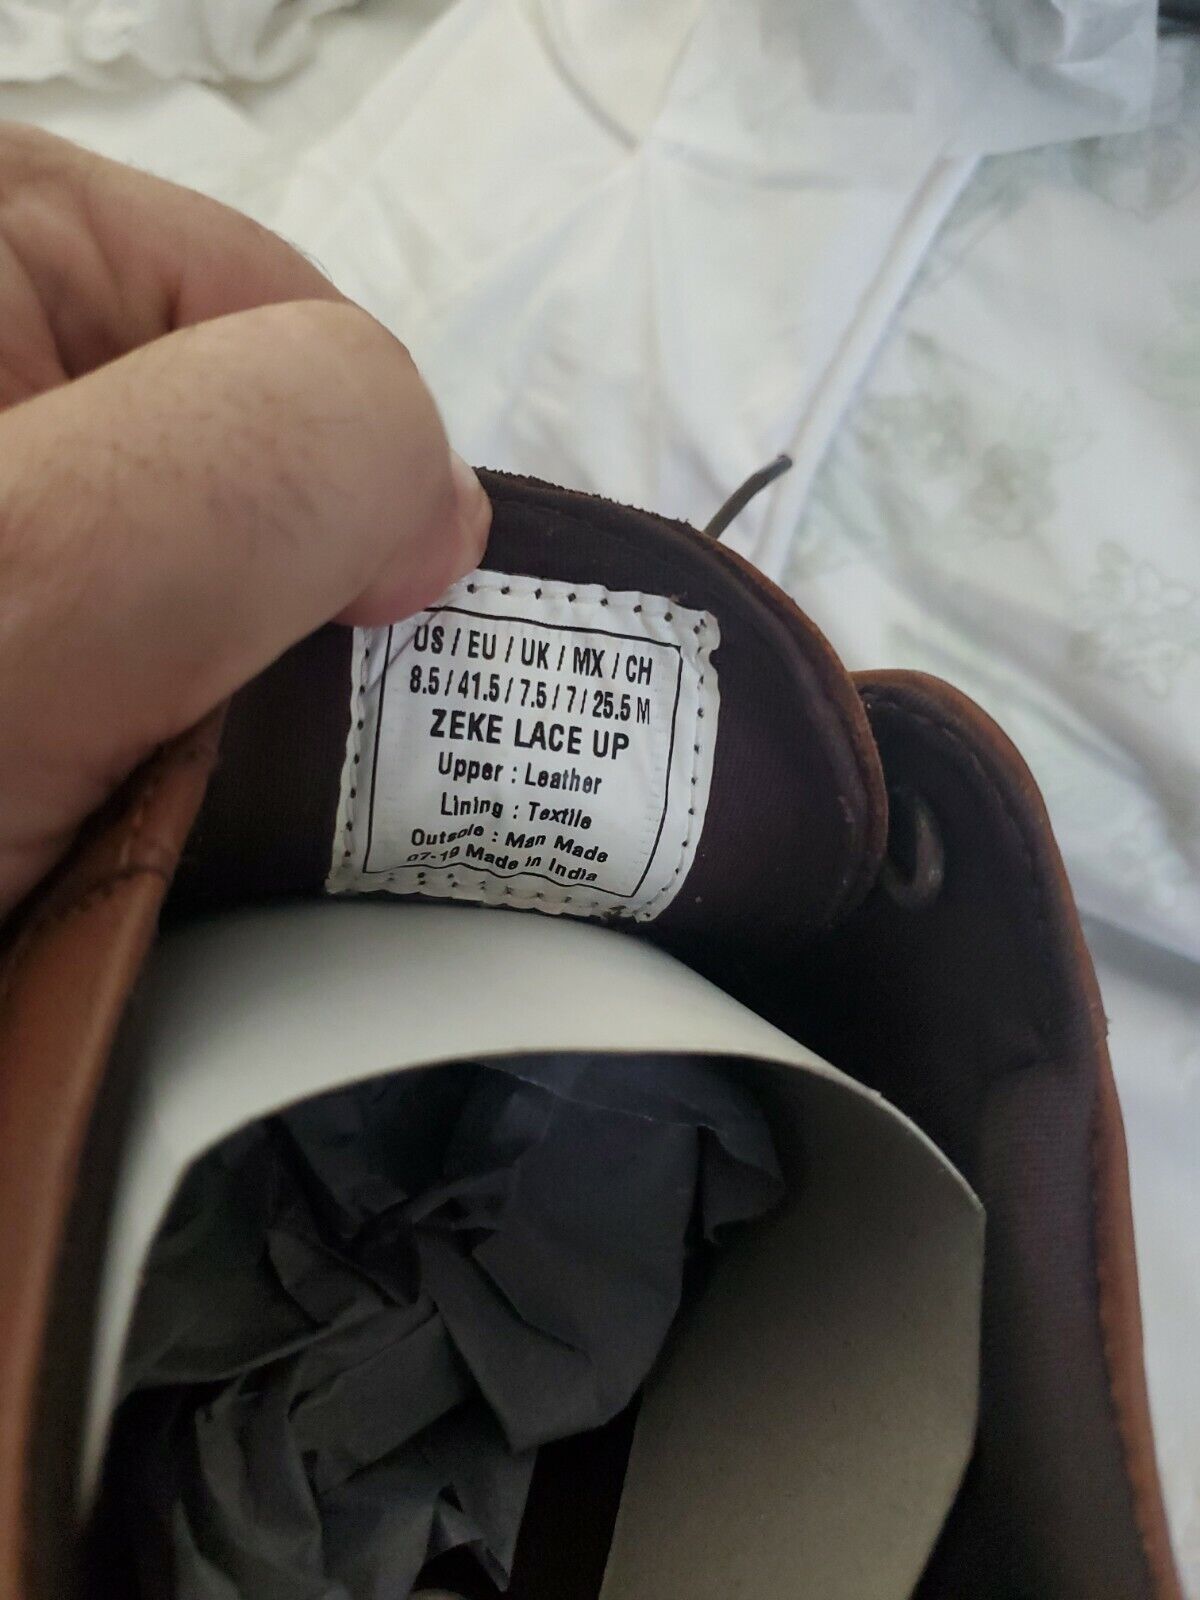 US / EU / UK / MX / CH
8.5 / 41.5 / 7.5 / 7 / 25.5 M
ZEKE LACE UP
Upper : Leather
Lining : Textile
Outsole : Man Made
07-19 Made in India